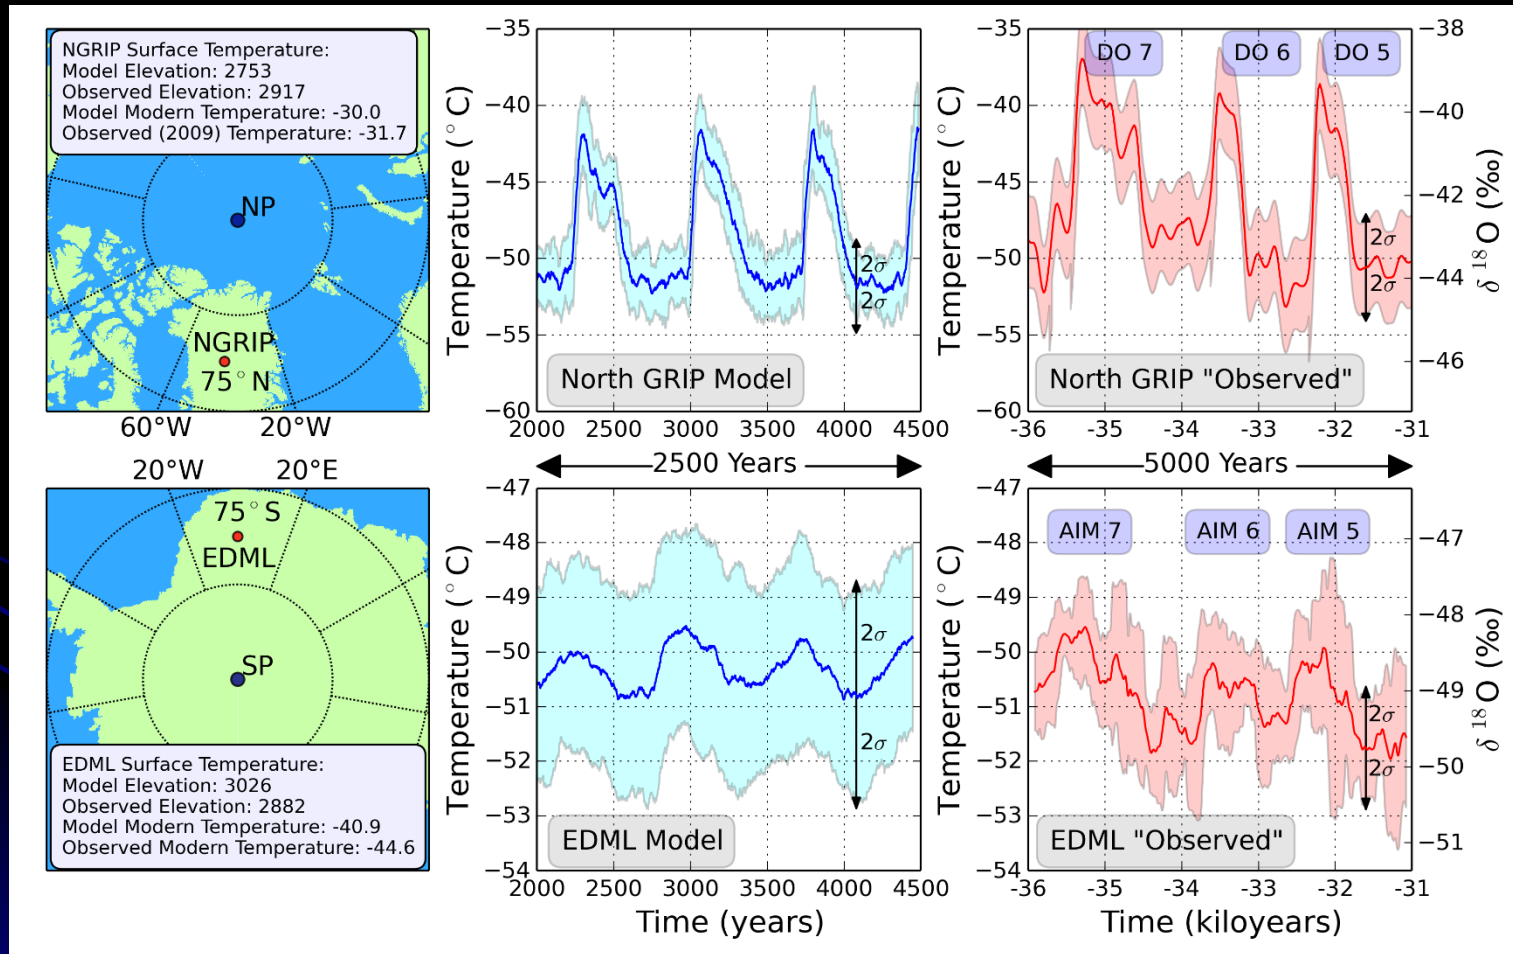 NGRIP Surface Temperature:
Model Elevation: 2753
Observed Elevation: 2917
Model Modern Temperature: -30.0
Observed (2009) Temperature: -31.7
NP
NGRIP
75°N
60°W
20°W
Temperature (°C)
−35
−40
−45
−50
−55
−60
2σ
2σ
North GRIP Model
2000
2500
3000
3500
4000
4500
2500 Years
Temperature (°C)
−35
−40
−45
−50
−55
−60
DO 7
DO 6
DO 5
2σ
2σ
North GRIP "Observed"
−38
−40
−42
−44
−46
δ 18 O (‰)
-36
-35
-34
-33
-32
-31
5000 Years
20°W
20°E
75°S
EDML
SP
EDML Surface Temperature:
Model Elevation: 3026
Observed Elevation: 2882
Model Modern Temperature: -40.9
Observed Modern Temperature: -44.6
Temperature (°C)
−47
−48
−49
−50
−51
−52
−53
−54
2σ
2σ
EDML Model
2000
2500
3000
3500
4000
4500
Time (years)
Temperature (°C)
−47
−48
−49
−50
−51
−52
−53
−54
AIM 7
AIM 6
AIM 5
2σ
2σ
EDML "Observed"
−47
−48
−49
−50
−51
δ 18 O (‰)
-36
-35
-34
-33
-32
-31
Time (kiloyears)